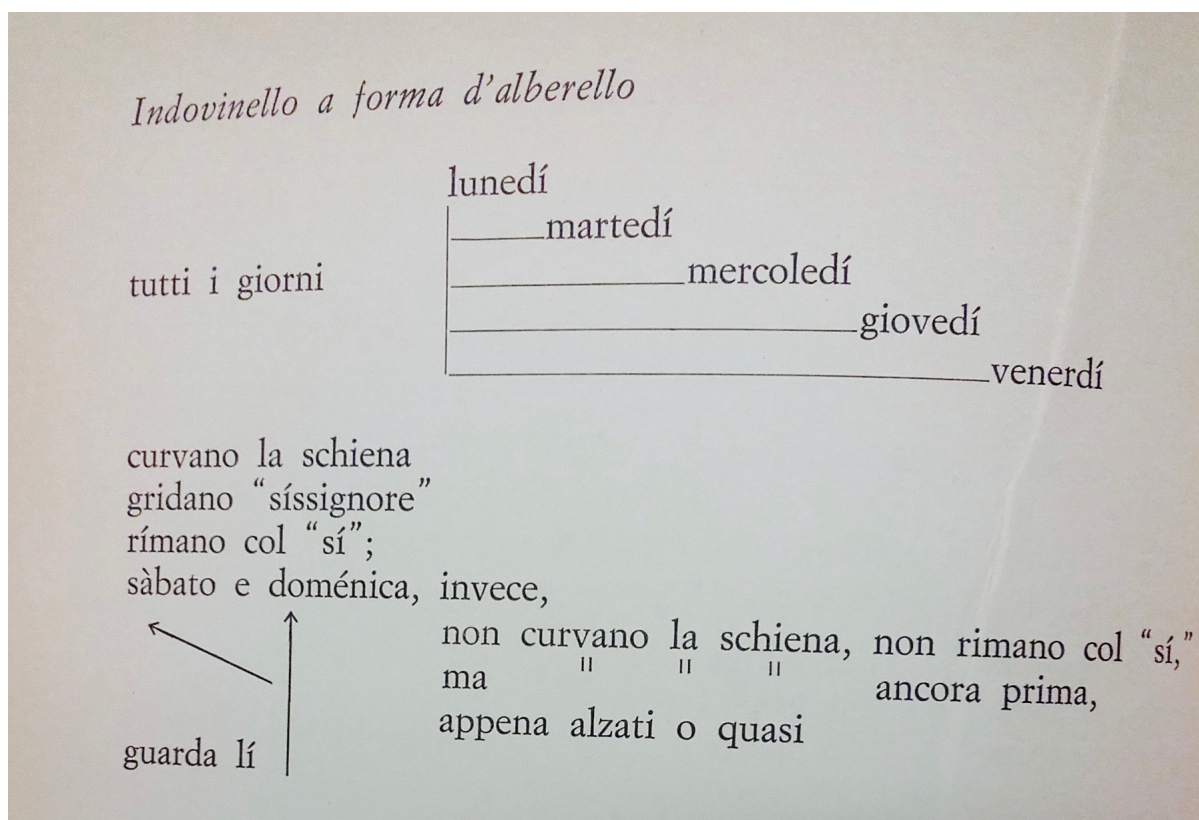 Indovinello a forma d'alberello
lunedí
martedí
tutti i giorni
mercoledí
giovedí
venerdí
curvano la schiena
gridano “síssignore”
rímano col “sí”;
sàbato e doménica, invece,
non curvano la schiena, non rimano col “sí,”
ma " " " ancora prima,
appena alzati o quasi
guarda lí